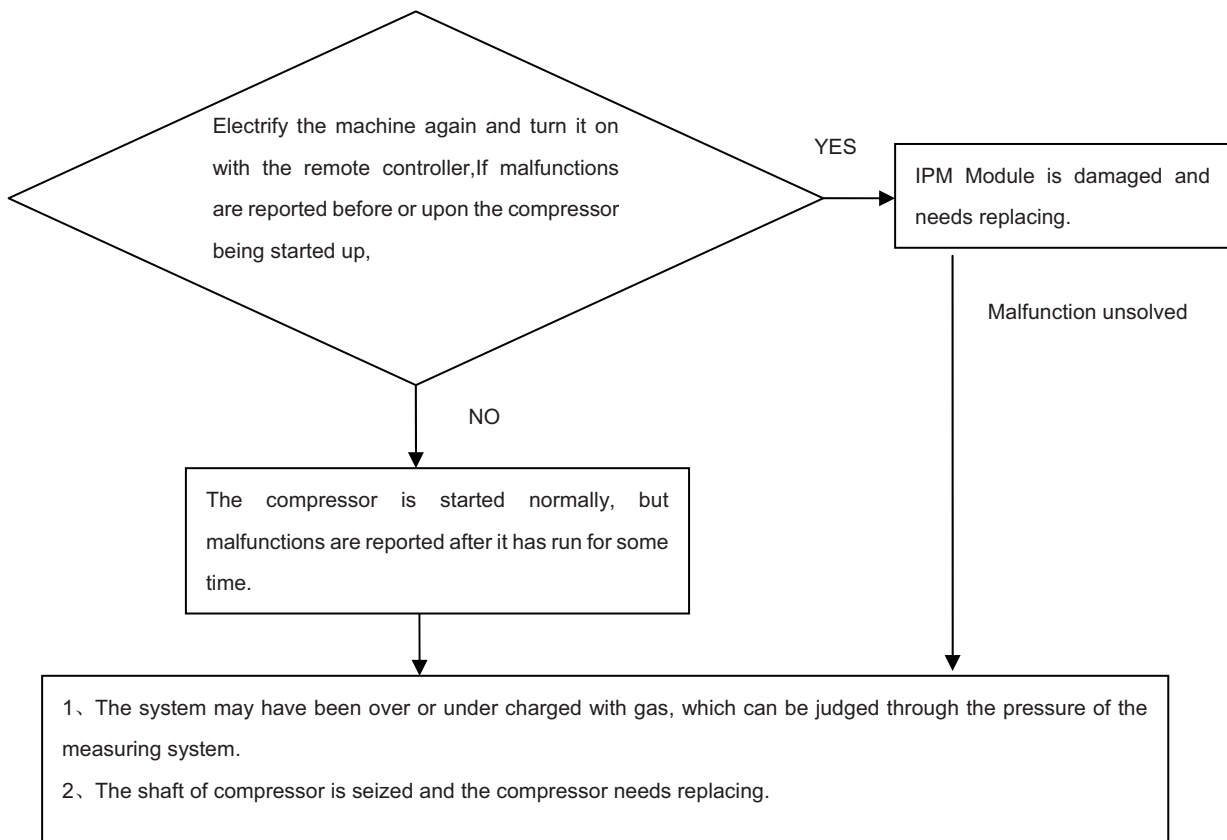 Electrify the machine again and turn it on
with the remote controller,If malfunctions
are reported before or upon the compressor
being started up,
YES
IPM Module is damaged and
needs replacing.
Malfunction unsolved
NO
The compressor is started normally, but
malfunctions are reported after it has run for some
time.
1、The system may have been over or under charged with gas, which can be judged through the pressure of the
measuring system.
2、The shaft of compressor is seized and the compressor needs replacing.